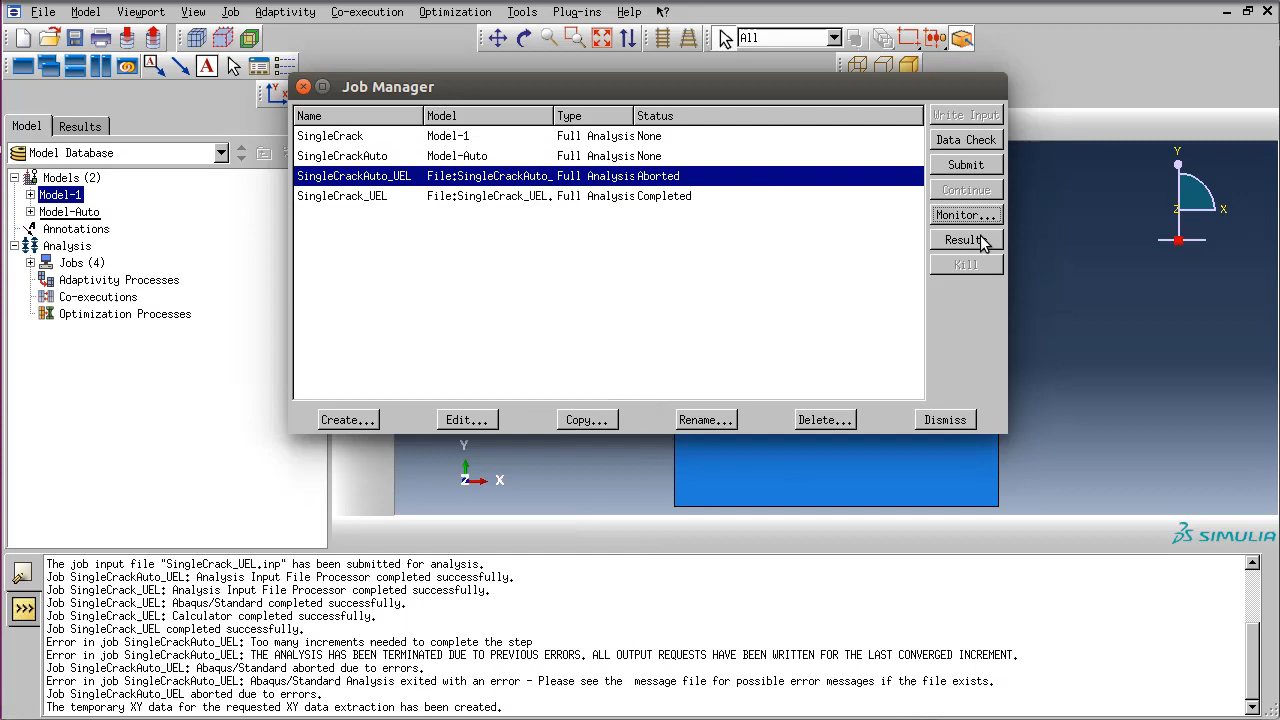 File Model Viewport View Job Adaptivity Co-execution Optimization Tools Plug-ins Help
All
A
A
Job Manager
Model Results
Model Database
Models (2)
Model-1
Model-Auto
Annotations
Analysis
Jobs (4)
Adaptivity Processes
Co-executions
Optimization Processes
Name Model Type Status
SingleCrack Model-1 Full Analysis None
SingleCrackAuto Model-Auto Full Analysis None
SingleCrackAuto_UEL File:SingleCrackAuto_ Full Analysis Aborted
SingleCrack_UEL File:SingleCrack_UEL. Full Analysis Completed
Write Input
Data Check
Submit
Continue
Monitor...
Result
Kill
Create... Edit... Copy... Rename... Delete... Dismiss
Y
Z X
Y
Z X
SIMULIA
The job input file "SingleCrack_UEL.inp" has been submitted for analysis.
Job SingleCrackAuto_UEL: Analysis Input File Processor completed successfully.
Job SingleCrack_UEL: Analysis Input File Processor completed successfully.
Job SingleCrack_UEL: Abaqus/Standard completed successfully.
Job SingleCrack_UEL: Calculator completed successfully.
Job SingleCrack_UEL completed successfully.
Error in job SingleCrackAuto_UEL: Too many increments needed to complete the step
Error in job SingleCrackAuto_UEL: THE ANALYSIS HAS BEEN TERMINATED DUE TO PREVIOUS ERRORS. ALL OUTPUT REQUESTS HAVE BEEN WRITTEN FOR THE LAST CONVERGED INCREMENT.
Job SingleCrackAuto_UEL: Abaqus/Standard aborted due to errors.
Error in job SingleCrackAuto_UEL: Abaqus/Standard Analysis exited with an error - Please see the message file for possible error messages if the file exists.
Job SingleCrackAuto_UEL aborted due to errors.
The temporary XY data for the requested XY data extraction has been created.